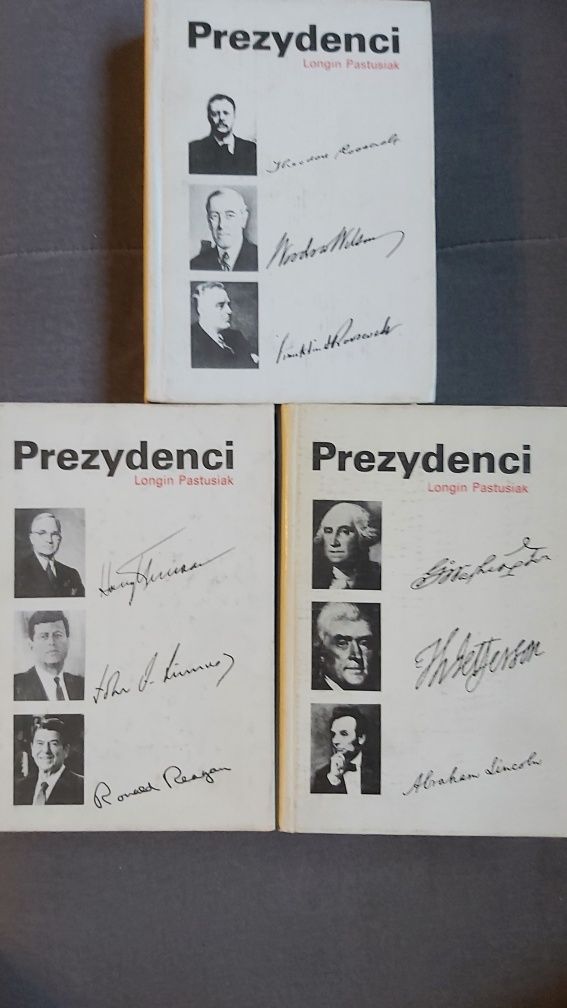 Prezydenci
Longin Pastusiak
Theodore Roosevelt
Woodrow Wilson
Franklin D Roosevelt
Prezydenci
Longin Pastusiak
Harry Truman
John F. Kennedy
Ronald Reagan
Prezydenci
Longin Pastusiak
GWashington
Th Jefferson
Abraham Lincoln